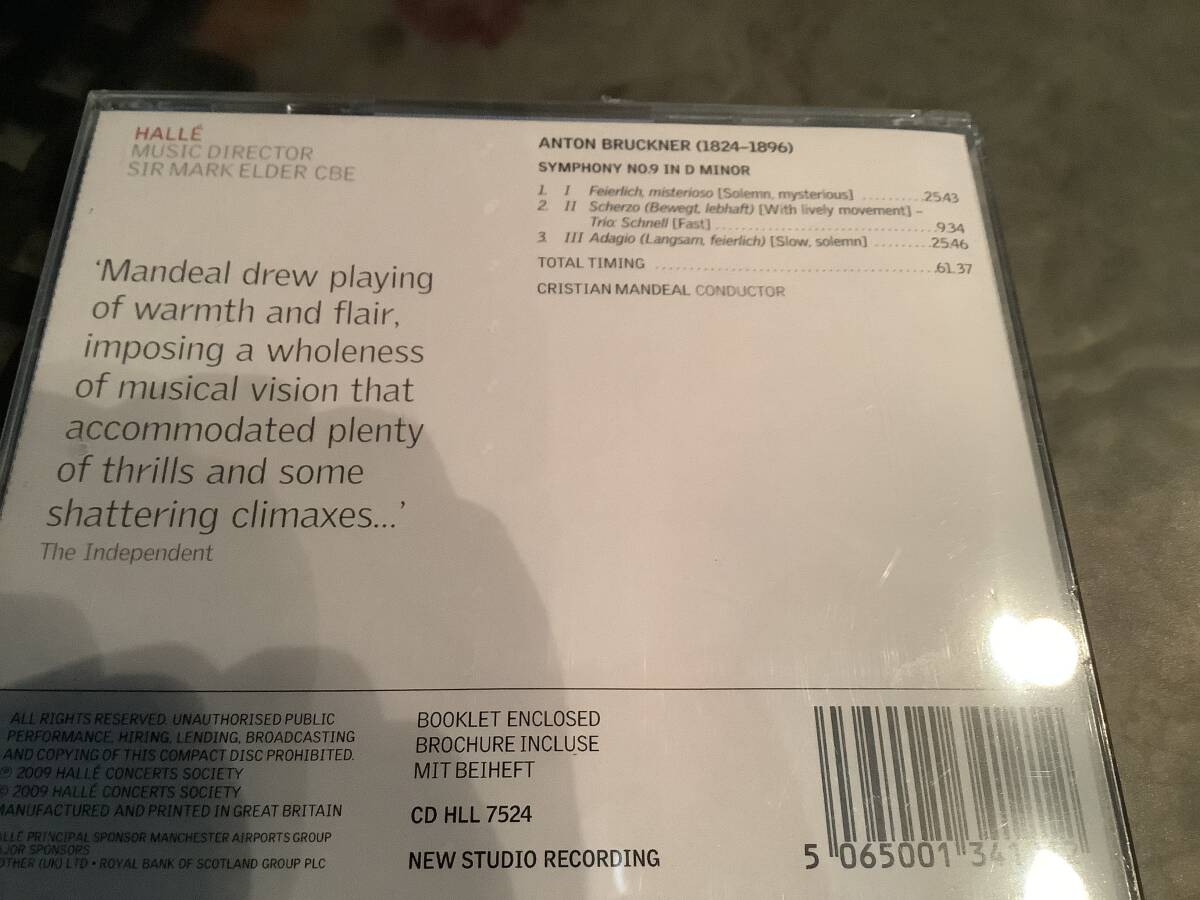 HALLÉ
MUSIC DIRECTOR
SIR MARK ELDER CBE
'Mandeal drew playing
of warmth and flair,
imposing a wholeness
of musical vision that
accommodated plenty
of thrills and some
shattering climaxes...'
The Independent
ANTON BRUCKNER (1824–1896)
SYMPHONY NO.9 IN D MINOR
1. I Feierlich, misterioso [Solemn, mysterious] ..........25.43
2. II Scherzo (Bewegt, lebhaft) [With lively movement] –
Trio: Schnell [Fast] ..............................9.34
3. III Adagio (Langsam, feierlich) [Slow, solemn] .........25.46
TOTAL TIMING ......................................61.37
CRISTIAN MANDEAL CONDUCTOR
ALL RIGHTS RESERVED. UNAUTHORISED PUBLIC
PERFORMANCE, HIRING, LENDING, BROADCASTING
AND COPYING OF THIS COMPACT DISC PROHIBITED.
℗ 2009 HALLÉ CONCERTS SOCIETY
© 2009 HALLÉ CONCERTS SOCIETY
MANUFACTURED AND PRINTED IN GREAT BRITAIN
PRINCIPAL SPONSOR MANCHESTER AIRPORTS GROUP
SPONSORS
(UK) LTD • ROYAL BANK OF SCOTLAND GROUP PLC
BOOKLET ENCLOSED
BROCHURE INCLUSE
MIT BEIHEFT
CD HLL 7524
NEW STUDIO RECORDING
5 065001 34